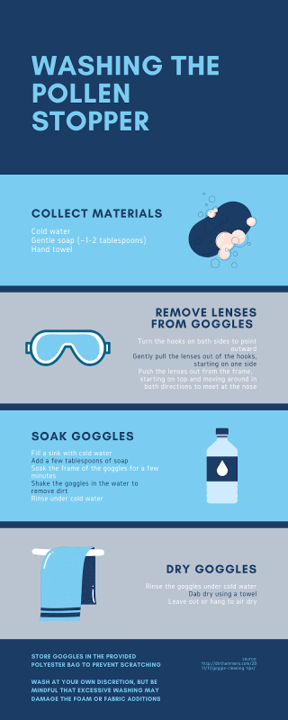 WASHING THE
POLLEN
STOPPER
COLLECT MATERIALS
Cold water
Gentle soap (~1-2 tablespoons)
Hand towel
REMOVE LENSES
FROM GOGGLES
Turn the hooks on both sides to point
outward
Gently pull the lenses out of the hooks,
starting on one side
Push the lenses out from the frame,
starting on top and moving around in
both directions to meet at the nose
SOAK GOGGLES
Fill a sink with cold water
Add a few tablespoons of soap
Soak the frame of the goggles for a few
minutes
Shake the goggles in the water to
remove dirt
Rinse under cold water
DRY GOGGLES
Rinse the goggles under cold water
Dab dry using a towel
Leave out or hang to air dry
STORE GOGGLES IN THE PROVIDED
POLYESTER BAG TO PREVENT SCRATCHING
WASH AT YOUR OWN DISCRETION, BUT BE
MINDFUL THAT EXCESSIVE WASHING MAY
DAMAGE THE FOAM OR FABRIC ADDITIONS